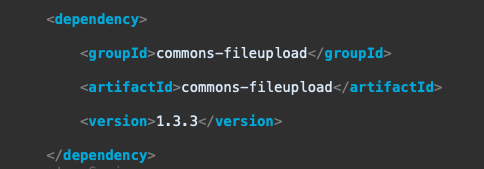 <dependency>
<groupId>commons-fileupload</groupId>
<artifactId>commons-fileupload</artifactId>
<version>1.3.3</version>
</dependency>